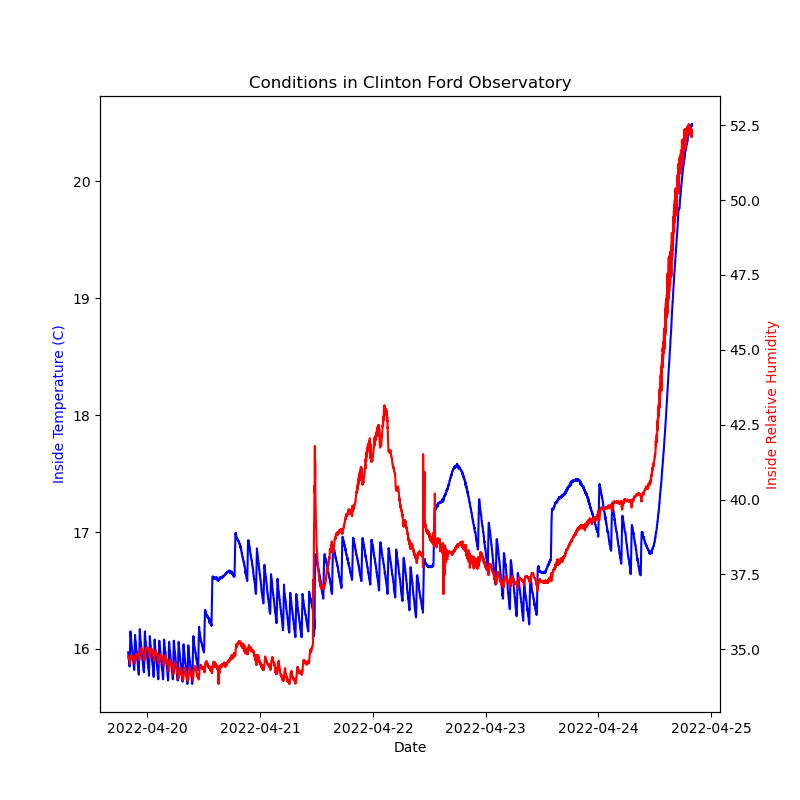 Conditions in Clinton Ford Observatory
20
19
18
17
16
Inside Temperature (C)
52.5
50.0
47.5
45.0
42.5
40.0
37.5
35.0
Inside Relative Humidity
2022-04-20 2022-04-21 2022-04-22 2022-04-23 2022-04-24 2022-04-25
Date